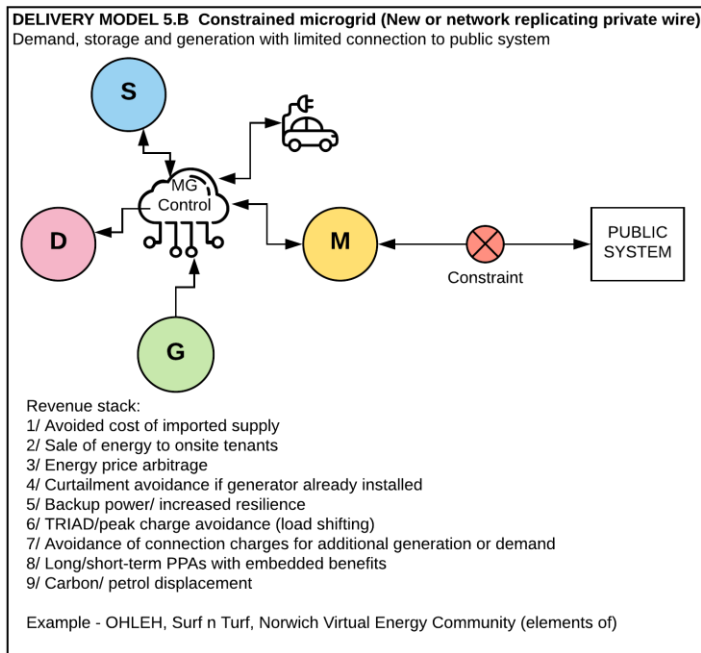 DELIVERY MODEL 5.B Constrained microgrid (New or network replicating private wire)
Demand, storage and generation with limited connection to public system
S
MG
Control
D
M
PUBLIC
SYSTEM
Constraint
G
Revenue stack:
1/ Avoided cost of imported supply
2/ Sale of energy to onsite tenants
3/ Energy price arbitrage
4/ Curtailment avoidance if generator already installed
5/ Backup power/ increased resilience
6/ TRIAD/peak charge avoidance (load shifting)
7/ Avoidance of connection charges for additional generation or demand
8/ Long/short-term PPAs with embedded benefits
9/ Carbon/ petrol displacement
Example - OHLEH, Surf n Turf, Norwich Virtual Energy Community (elements of)